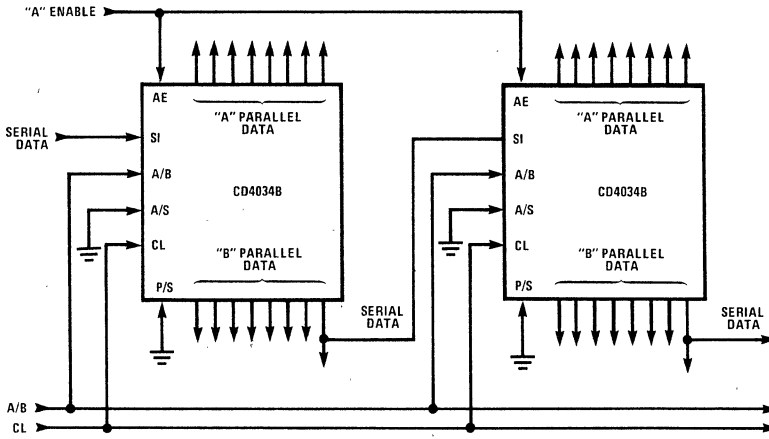 "A" ENABLE
AE
"A" PARALLEL
DATA
SERIAL
DATA
SI
A/B
CD4034B
A/S
CL
"B" PARALLEL
DATA
P/S
SERIAL
DATA
AE
"A" PARALLEL
DATA
SI
A/B
CD4034B
A/S
CL
"B" PARALLEL
DATA
P/S
SERIAL
DATA
A/B
CL